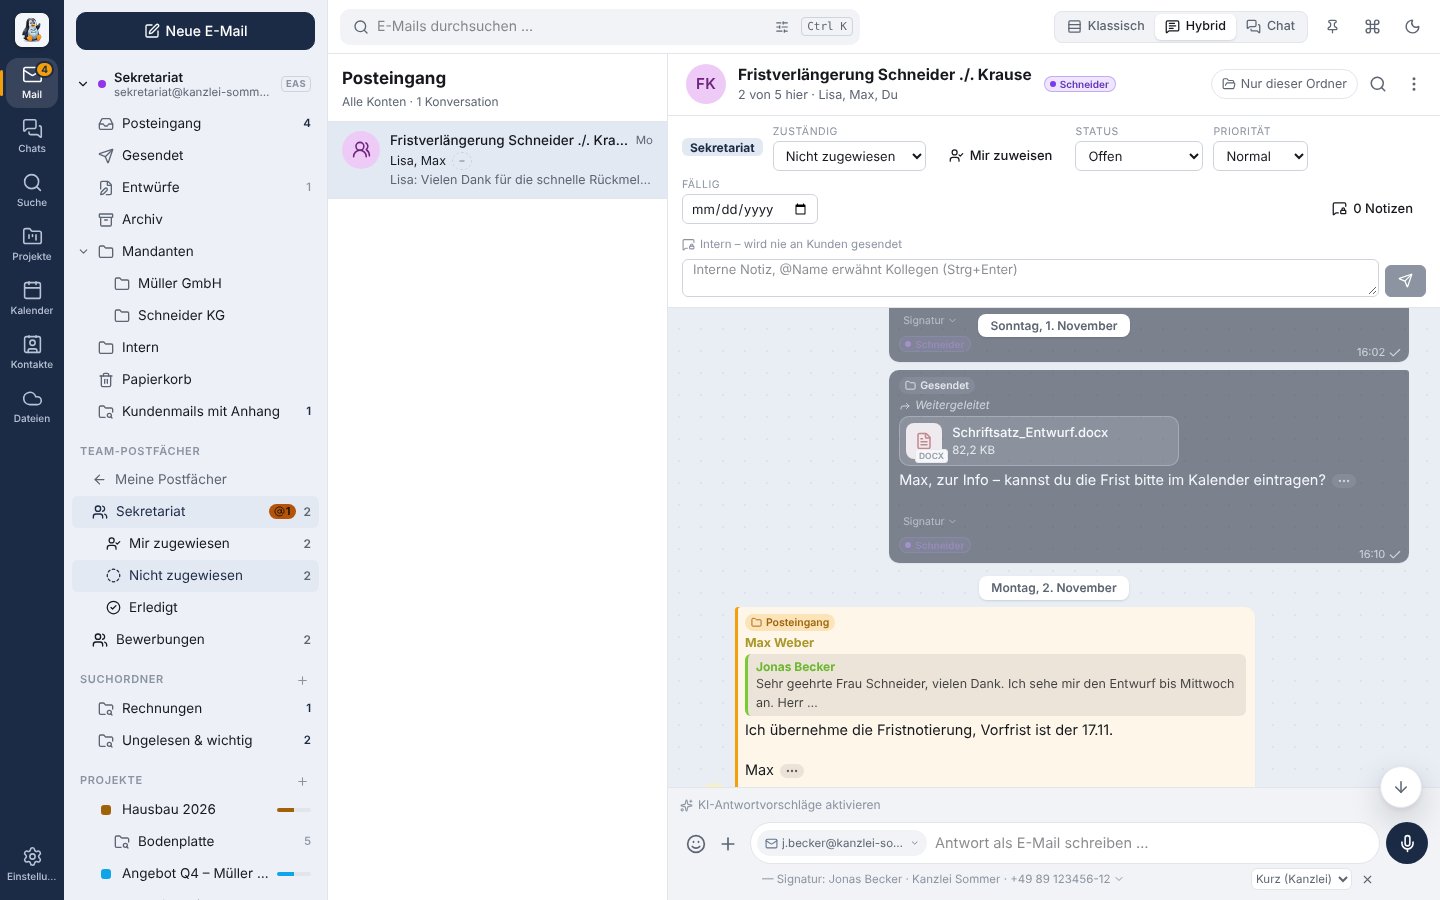 4
Mail
Chats
Suche
Projekte
Kalender
Kontakte
Dateien
Einstellu...
Neue E-Mail
Sekretariat
sekretariat@kanzlei-somm...
EAS
Posteingang 4
Gesendet
Entwürfe 1
Archiv
Mandanten
Müller GmbH
Schneider KG
Intern
Papierkorb
Kundenmails mit Anhang 1
TEAM-POSTFÄCHER
Meine Postfächer
Sekretariat @1 2
Mir zugewiesen 2
Nicht zugewiesen 2
Erledigt
Bewerbungen 2
SUCHORDNER +
Rechnungen 1
Ungelesen & wichtig 2
PROJEKTE +
Hausbau 2026
Bodenplatte 5
Angebot Q4 – Müller ...
E-Mails durchsuchen ...
Ctrl K
Klassisch Hybrid Chat
Posteingang
Alle Konten · 1 Konversation
Fristverlängerung Schneider ./. Kra... Mo
Lisa, Max –
Lisa: Vielen Dank für die schnelle Rückmel...
FK
Fristverlängerung Schneider ./. Krause
2 von 5 hier · Lisa, Max, Du
Schneider
Nur dieser Ordner
Sekretariat
ZUSTÄNDIG
Nicht zugewiesen
Mir zuweisen
STATUS
Offen
PRIORITÄT
Normal
FÄLLIG
mm/dd/yyyy
0 Notizen
Intern – wird nie an Kunden gesendet
Interne Notiz, @Name erwähnt Kollegen (Strg+Enter)
Signatur
Sonntag, 1. November
Schneider
16:02
Gesendet
Weitergeleitet
Schriftsatz_Entwurf.docx
82,2 KB
DOCX
Max, zur Info – kannst du die Frist bitte im Kalender eintragen? ...
Signatur
Schneider
16:10
Montag, 2. November
Posteingang
Max Weber
Jonas Becker
Sehr geehrte Frau Schneider, vielen Dank. Ich sehe mir den Entwurf bis Mittwoch
an. Herr ...
Ich übernehme die Fristnotierung, Vorfrist ist der 17.11.
Max ...
KI-Antwortvorschläge aktivieren
j.becker@kanzlei-so...
Antwort als E-Mail schreiben ...
— Signatur: Jonas Becker · Kanzlei Sommer · +49 89 123456-12
Kurz (Kanzlei)